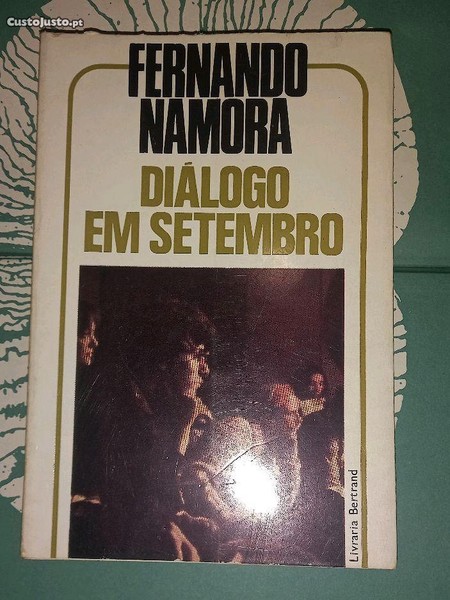 CustoJusto.pt
FERNANDO
NAMORA
DIÁLOGO
EM SETEMBRO
Livraria Bertrand